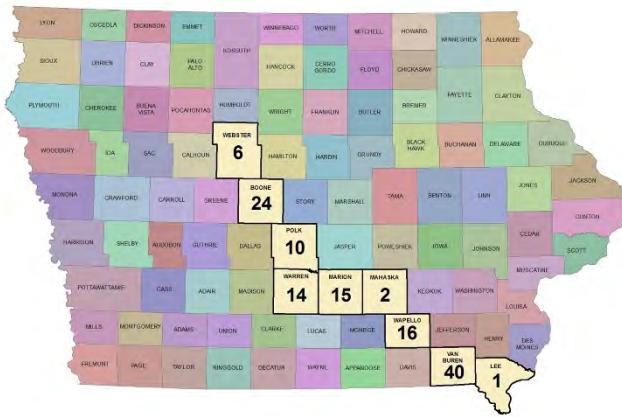 LYON OSCEOLA DICKINSON EMMET WINNEBAGO WORTH MITCHELL HOWARD WINNESHIEK ALLAMAKEE
KOSSUTH
SIOUX O'BRIEN CLAY PALO ALTO HANCOCK CERRO GORDO FLOYD CHICKASAW
FAYETTE CLAYTON
PLYMOUTH CHEROKEE BUENA VISTA POCAHONTAS HUMBOLDT WRIGHT FRANKLIN BUTLER BREMER
WEBSTER
6
WOODBURY IDA SAC CALHOUN HAMILTON HARDIN GRUNDY BLACK HAWK BUCHANAN DELAWARE DUBUQUE
MONONA CRAWFORD CARROLL GREENE
BOONE
24
STORY MARSHALL TAMA BENTON LINN JONES JACKSON
CLINTON
HARRISON SHELBY AUDUBON GUTHRIE DALLAS
POLK
10
JASPER POWESHIEK IOWA JOHNSON CEDAR SCOTT
MUSCATINE
POTTAWATTAMIE CASS ADAIR MADISON
WARREN
14
MARION
15
MAHASKA
2
KEOKUK WASHINGTON LOUISA
MILLS MONTGOMERY ADAMS UNION CLARKE LUCAS MONROE
WAPELLO
16
JEFFERSON HENRY DES MOINES
FREMONT PAGE TAYLOR RINGGOLD DECATUR WAYNE APPANOOSE DAVIS
VAN BUREN
40
LEE
1